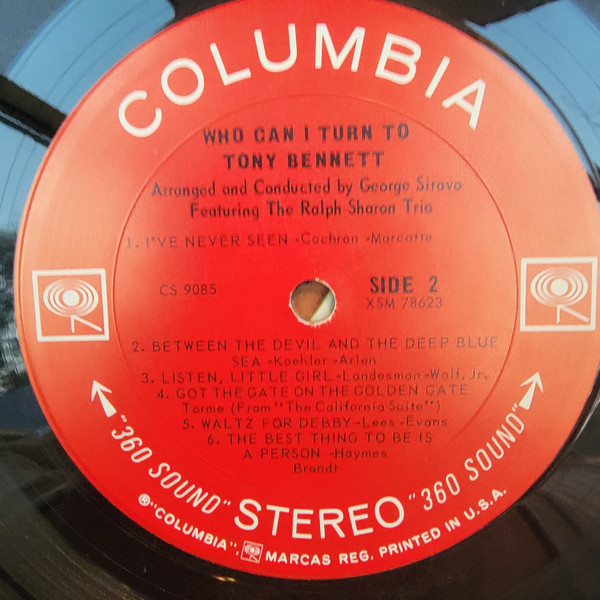 COLUMBIA
WHO CAN I TURN TO
TONY BENNETT
Arranged and Conducted by George Siravo
Featuring The Ralph Sharon Trio
1. I'VE NEVER SEEN -Cochran -Marcotte
CS 9085
SIDE 2
XSM 78623
2. BETWEEN THE DEVIL AND THE DEEP BLUE
SEA -Koehler -Arlen
3. LISTEN, LITTLE GIRL -Landesman -Wolf, Jr.
4. GOT THE GATE ON THE GOLDEN GATE
Torme (From "The California Suite")
5. WALTZ FOR DEBBY -Lees -Evans
6. THE BEST THING TO BE IS
A PERSON -Haymes
Brandt
"360 SOUND" STEREO "360 SOUND"
® "COLUMBIA", MARCAS REG. PRINTED IN U.S.A.